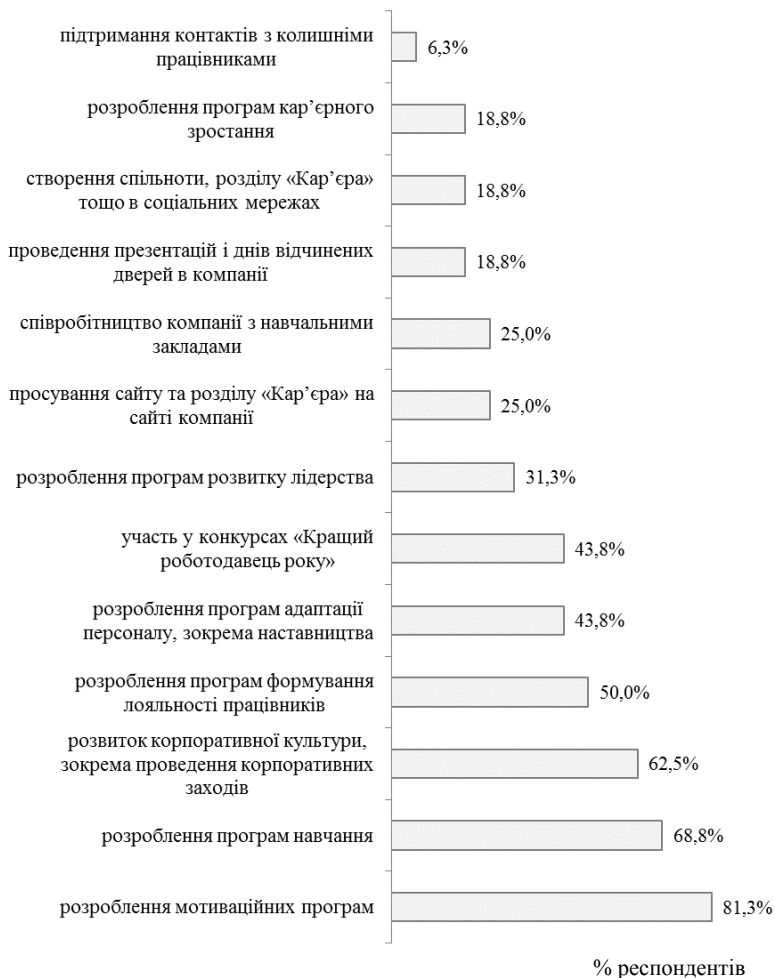 підтримання контактів з колишніми
працівниками
6,3%
розроблення програм кар’єрного
зростання
18,8%
створення спільноти, розділу «Кар’єра»
тощо в соціальних мережах
18,8%
проведення презентацій і днів відчинених
дверей в компанії
18,8%
співробітництво компанії з навчальними
закладами
25,0%
просування сайту та розділу «Кар’єра» на
сайті компанії
25,0%
розроблення програм розвитку лідерства
31,3%
участь у конкурсах «Кращий
роботодавець року»
43,8%
розроблення програм адаптації
персоналу, зокрема наставництва
43,8%
розроблення програм формування
лояльності працівників
50,0%
розвиток корпоративної культури,
зокрема проведення корпоративних
заходів
62,5%
розроблення програм навчання
68,8%
розроблення мотиваційних програм
81,3%
% респондентів